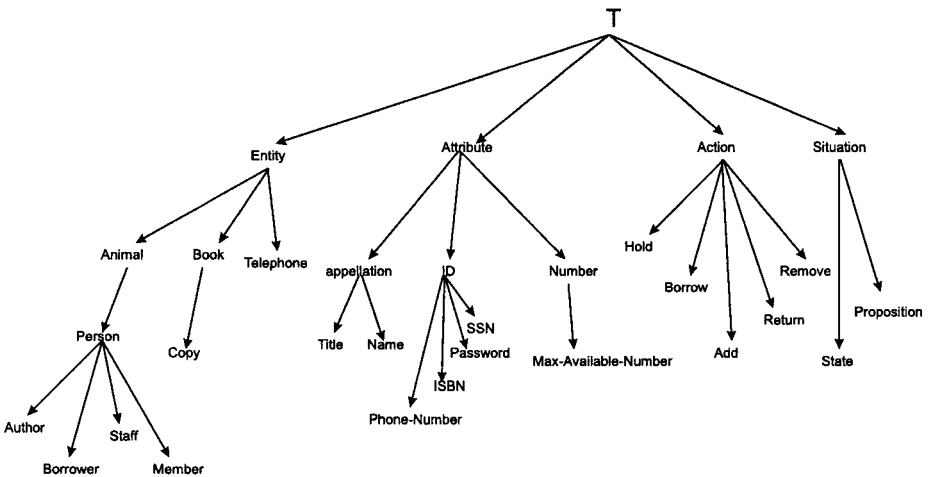 T
Entity
Attribute
Action
Situation
Animal
Book
Telephone
appellation
ID
Number
Hold
Borrow
Add
Return
Remove
State
Proposition
Person
Copy
Title
Name
Phone-Number
ISBN
Password
SSN
Max-Available-Number
Author
Borrower
Staff
Member